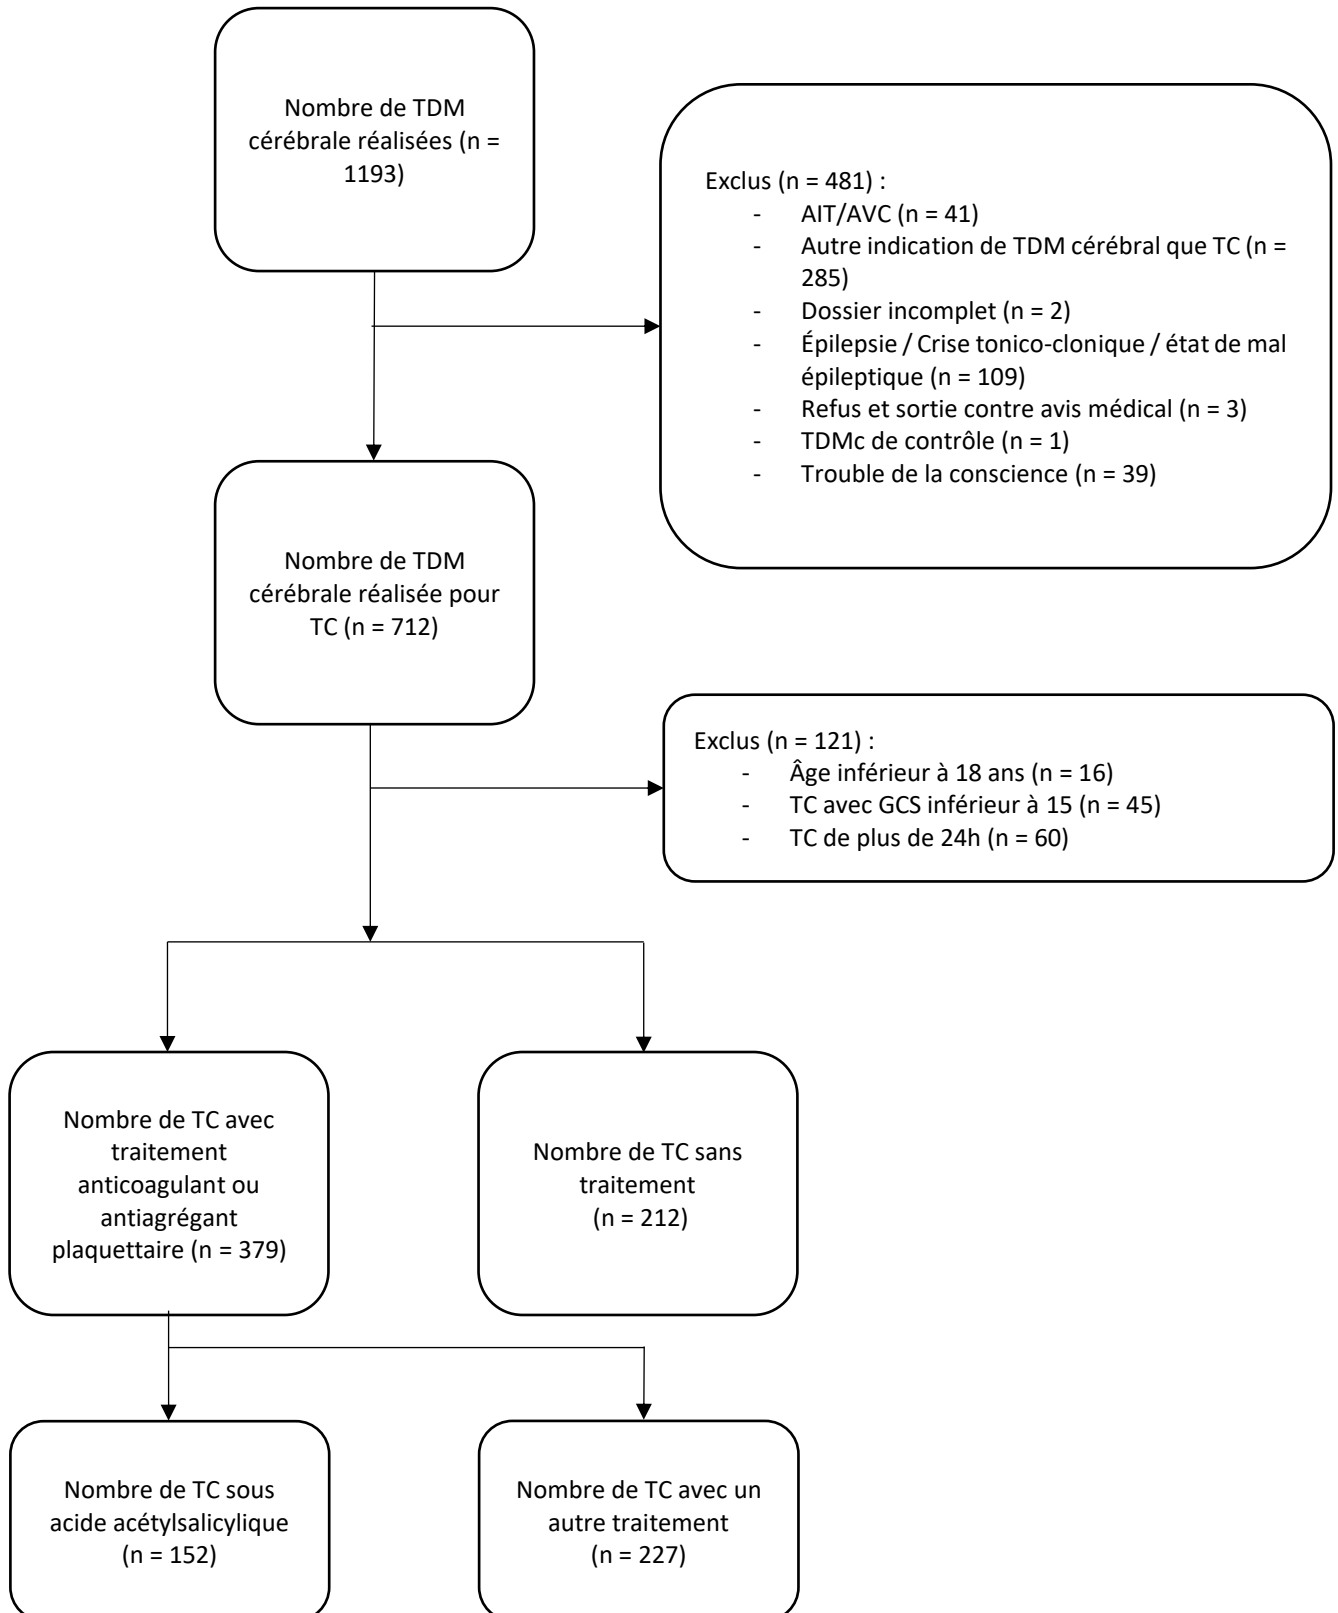 Nombre de TDM
cérébrale réalisées (n =
1193)
Exclus (n = 481) :
- AIT/AVC (n = 41)
- Autre indication de TDM cérébral que TC (n =
285)
- Dossier incomplet (n = 2)
- Épilepsie / Crise tonico-clonique / état de mal
épileptique (n = 109)
- Refus et sortie contre avis médical (n = 3)
- TDMc de contrôle (n = 1)
- Trouble de la conscience (n = 39)
Nombre de TDM
cérébrale réalisée pour
TC (n = 712)
Exclus (n = 121) :
- Âge inférieur à 18 ans (n = 16)
- TC avec GCS inférieur à 15 (n = 45)
- TC de plus de 24h (n = 60)
Nombre de TC avec
traitement
anticoagulant ou
antiagrégant
plaquettaire (n = 379)
Nombre de TC sans
traitement
(n = 212)
Nombre de TC sous
acide acétylsalicylique
(n = 152)
Nombre de TC avec un
autre traitement
(n = 227)